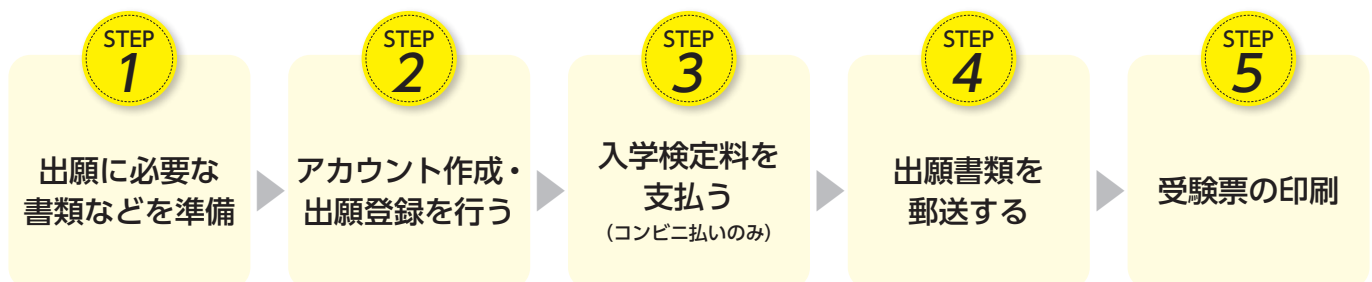 STEP
1
出願に必要な
書類などを準備
STEP
2
アカウント作成・
出願登録を行う
STEP
3
入学検定料を
支払う
（コンビニ払いのみ）
STEP
4
出願書類を
郵送する
STEP
5
受験票の印刷